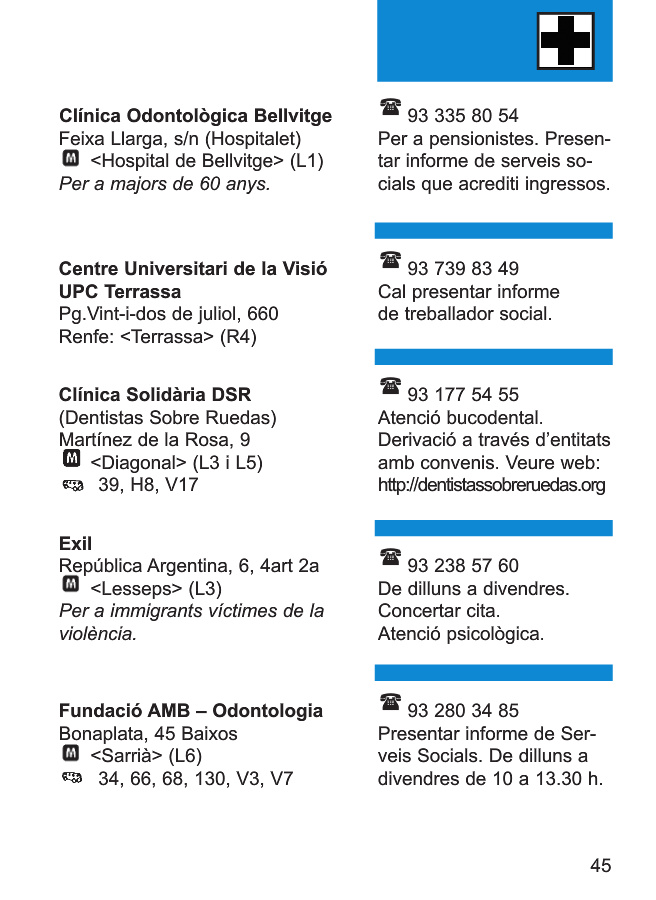 Clínica Odontològica Bellvitge
Feixa Llarga, s/n (Hospitalet)
M <Hospital de Bellvitge> (L1)
Per a majors de 60 anys.
93 335 80 54
Per a pensionistes. Presen-
tar informe de serveis so-
cials que acrediti ingressos.
Centre Universitari de la Visió
UPC Terrassa
Pg.Vint-i-dos de juliol, 660
Renfe: <Terrassa> (R4)
93 739 83 49
Cal presentar informe
de treballador social.
Clínica Solidària DSR
(Dentistas Sobre Ruedas)
Martínez de la Rosa, 9
M <Diagonal> (L3 i L5)
39, H8, V17
93 177 54 55
Atenció bucodental.
Derivació a través d’entitats
amb convenis. Veure web:
http://dentistassobreruedas.org
Exil
República Argentina, 6, 4art 2a
M <Lesseps> (L3)
Per a immigrants víctimes de la
violència.
93 238 57 60
De dilluns a divendres.
Concertar cita.
Atenció psicològica.
Fundació AMB – Odontologia
Bonaplata, 45 Baixos
M <Sarrià> (L6)
34, 66, 68, 130, V3, V7
93 280 34 85
Presentar informe de Ser-
veis Socials. De dilluns a
divendres de 10 a 13.30 h.
45